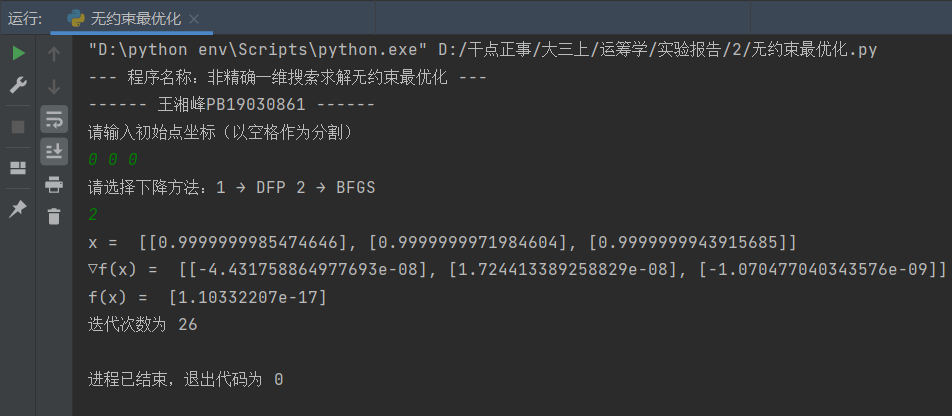 运行: 无约束最优化 ×
"D:\python env\Scripts\python.exe" D:/干点正事/大三上/运筹学/实验报告/2/无约束最优化.py
--- 程序名称：非精确一维搜索求解无约束最优化 ---
------ 王湘峰PB19030861 ------
请输入初始点坐标（以空格作为分割）
0 0 0
请选择下降方法：1 → DFP 2 → BFGS
2
x =  [[0.9999999985474646], [0.9999999971984604], [0.9999999943915685]]
▽f(x) =  [[-4.431758864977693e-08], [1.724413389258829e-08], [-1.070477040343576e-09]]
f(x) =  [1.10332207e-17]
迭代次数为 26
进程已结束，退出代码为 0